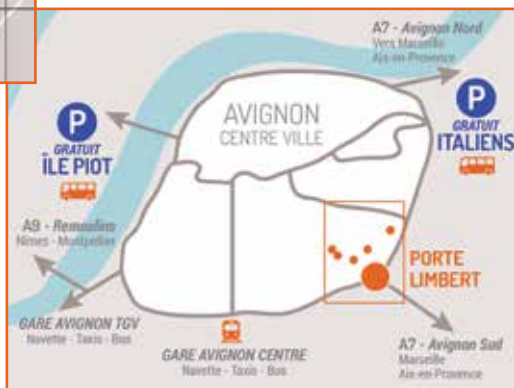 A7 - Avignon Nord
Vers Marseille
Aix-en-Provence
P
GRATUIT
ÎLE PIOT
AVIGNON
CENTRE VILLE
P
GRATUIT
ITALIENS
A9 - Remoulins
Nîmes - Montpellier
PORTE
LIMBERT
GARE AVIGNON TGV
Navette - Taxis - Bus
GARE AVIGNON CENTRE
Navette - Taxis - Bus
A7 - Avignon Sud
Marseille
Aix-en-Provence